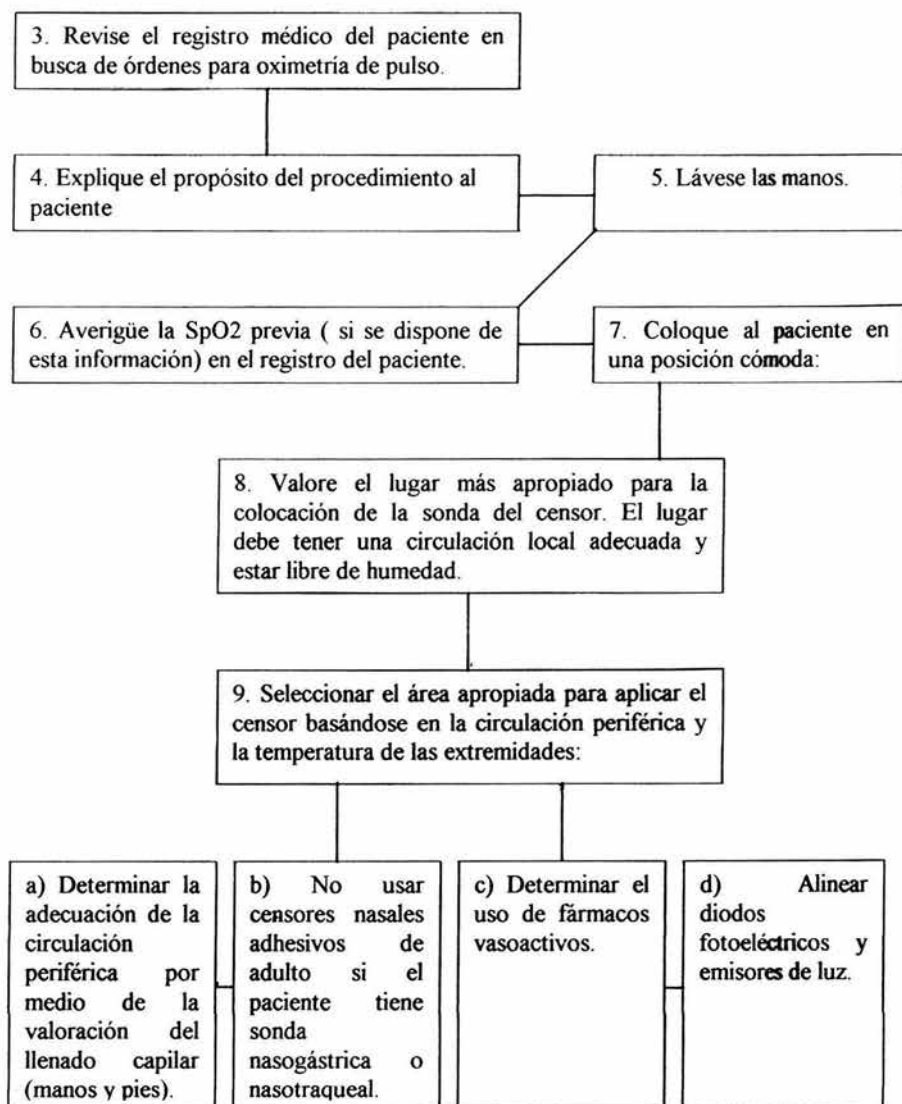 3. Revise el registro médico del paciente en
busca de órdenes para oximetría de pulso.
4. Explique el propósito del procedimiento al
paciente
5. Lávese las manos.
6. Averigüe la SpO2 previa ( si se dispone de
esta información) en el registro del paciente.
7. Coloque al paciente en
una posición cómoda:
8. Valore el lugar más apropiado para la
colocación de la sonda del censor. El lugar
debe tener una circulación local adecuada y
estar libre de humedad.
9. Seleccionar el área apropiada para aplicar el
censor basándose en la circulación periférica y
la temperatura de las extremidades:
a) Determinar la
adecuación de la
circulación
periférica por
medio de la
valoración del
llenado capilar
(manos y pies).
b) No usar
censores nasales
adhesivos de
adulto si el
paciente tiene
sonda
nasogástrica o
nasotraqueal.
c) Determinar el
uso de fármacos
vasoactivos.
d) Alinear
diodos
fotoeléctricos y
emisores de luz.